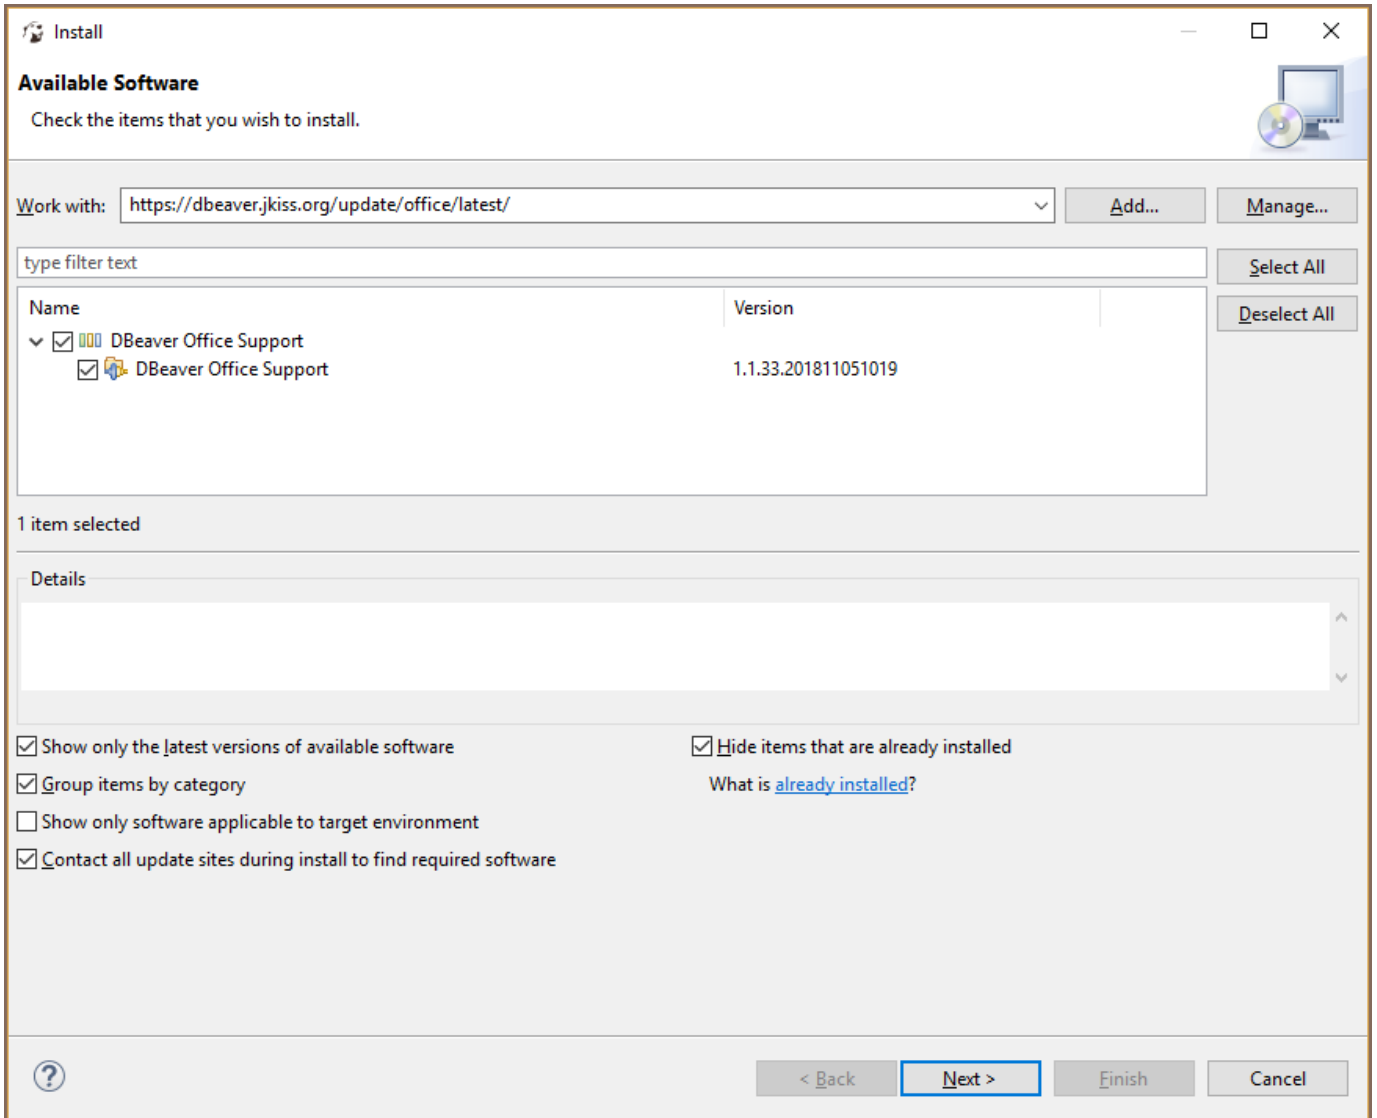 Install
Available Software
Check the items that you wish to install.
Work with: https://dbeaver.jkiss.org/update/office/latest/ Add... Manage...
type filter text Select All
Name Version Deselect All
DBeaver Office Support
DBeaver Office Support 1.1.33.201811051019
1 item selected
Details
Show only the latest versions of available software Hide items that are already installed
Group items by category What is already installed?
Show only software applicable to target environment
Contact all update sites during install to find required software
? < Back Next > Finish Cancel